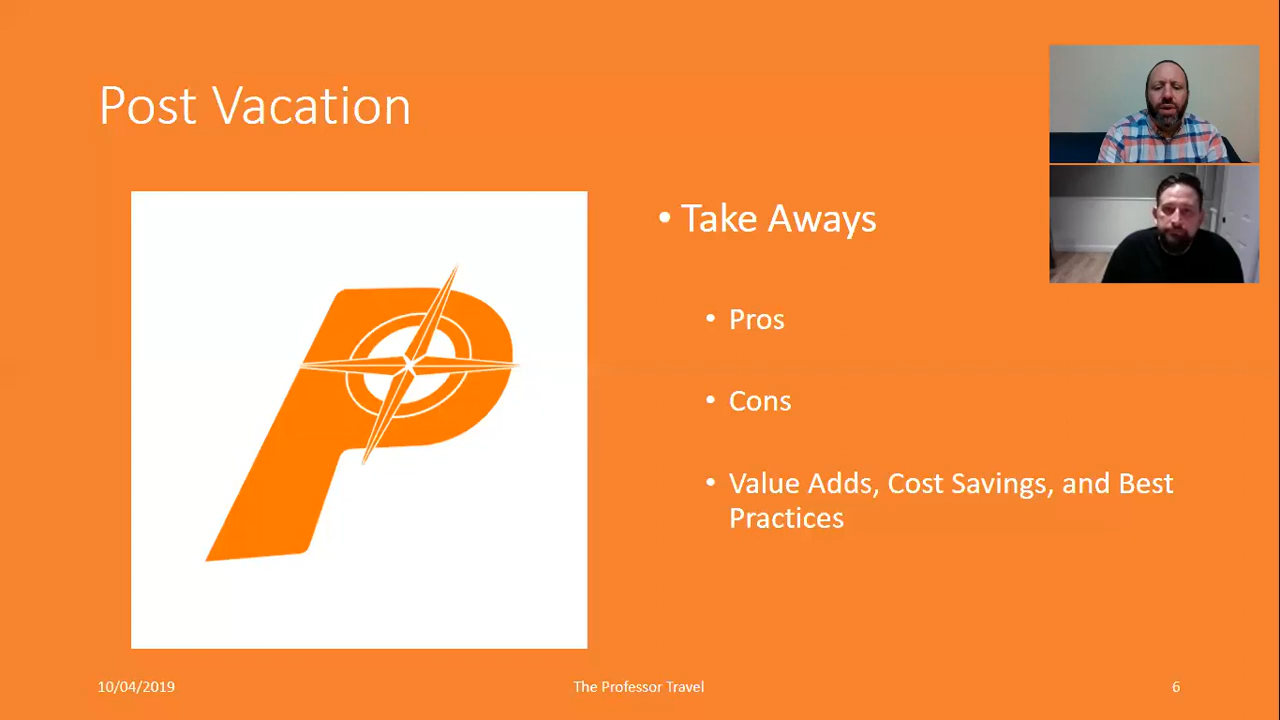 Post Vacation
• Take Aways
• Pros
• Cons
• Value Adds, Cost Savings, and Best
Practices
10/04/2019
The Professor Travel
6